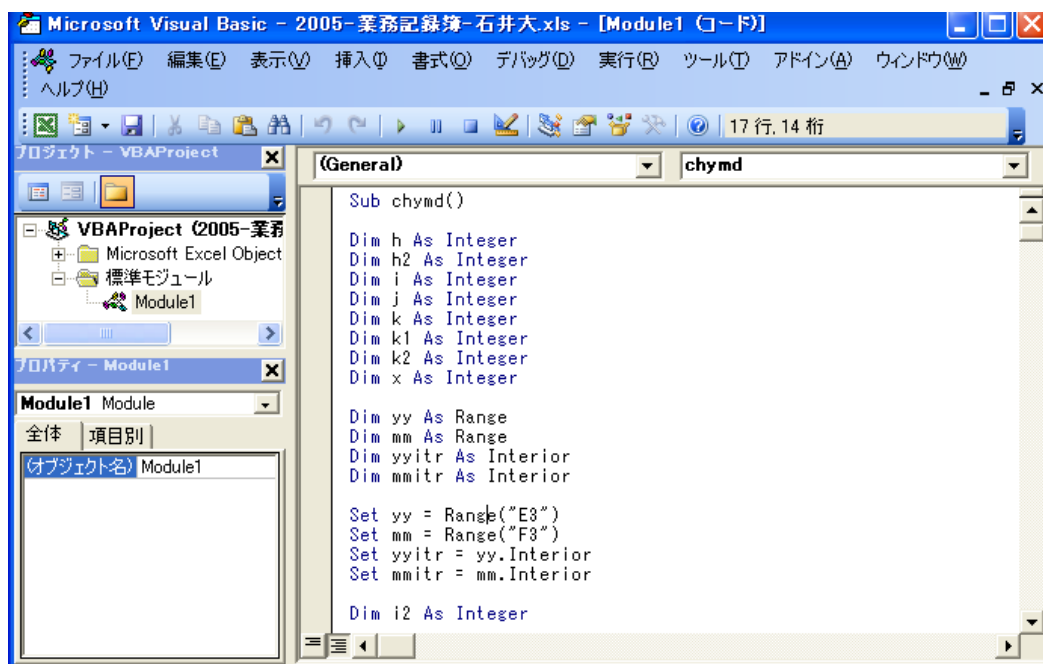 Microsoft Visual Basic - 2005-業務記録簿-石井大.xls - [Module1 (コード)]
ファイル(F) 編集(E) 表示(V) 挿入(I) 書式(O) デバッグ(D) 実行(R) ツール(T) アドイン(A) ウィンドウ(W)
ヘルプ(H)
17 行, 14 桁
プロジェクト - VBAProject
VBAProject (2005-業務
Microsoft Excel Object
標準モジュール
Module1
プロパティ - Module1
Module1 Module
全体 項目別
(オブジェクト名) Module1
(General) chymd
Sub chymd()
Dim h As Integer
Dim h2 As Integer
Dim i As Integer
Dim j As Integer
Dim k As Integer
Dim k1 As Integer
Dim k2 As Integer
Dim x As Integer
Dim yy As Range
Dim mm As Range
Dim yyitr As Interior
Dim mmitr As Interior
Set yy = Range("E3")
Set mm = Range("F3")
Set yyitr = yy.Interior
Set mmitr = mm.Interior
Dim i2 As Integer